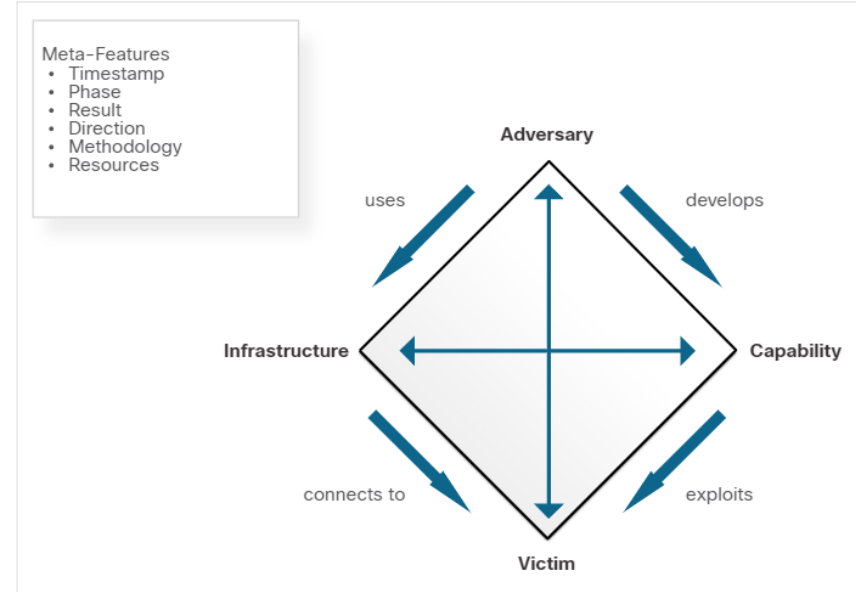 Meta-Features
• Timestamp
• Phase
• Result
• Direction
• Methodology
• Resources
Adversary
uses
develops
Infrastructure
Capability
connects to
exploits
Victim